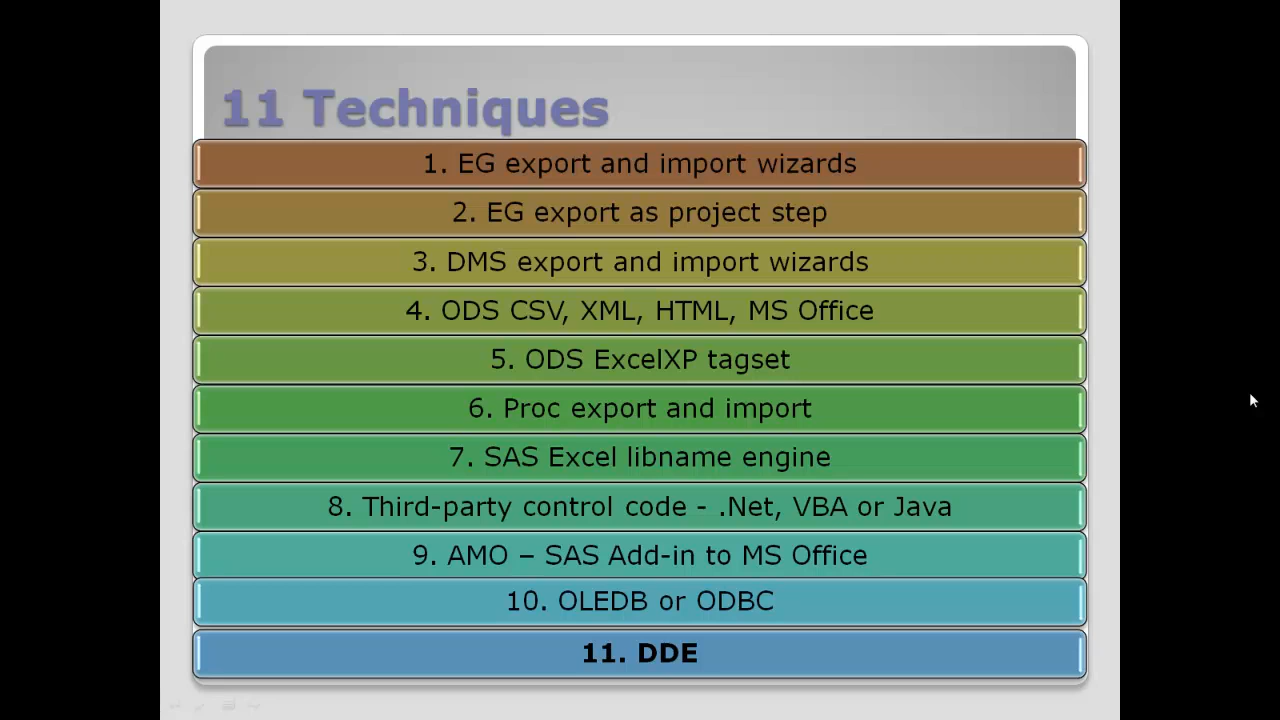 11 Techniques
1. EG export and import wizards
2. EG export as project step
3. DMS export and import wizards
4. ODS CSV, XML, HTML, MS Office
5. ODS ExcelXP tagset
6. Proc export and import
7. SAS Excel libname engine
8. Third-party control code - .Net, VBA or Java
9. AMO – SAS Add-in to MS Office
10. OLEDB or ODBC
11. DDE